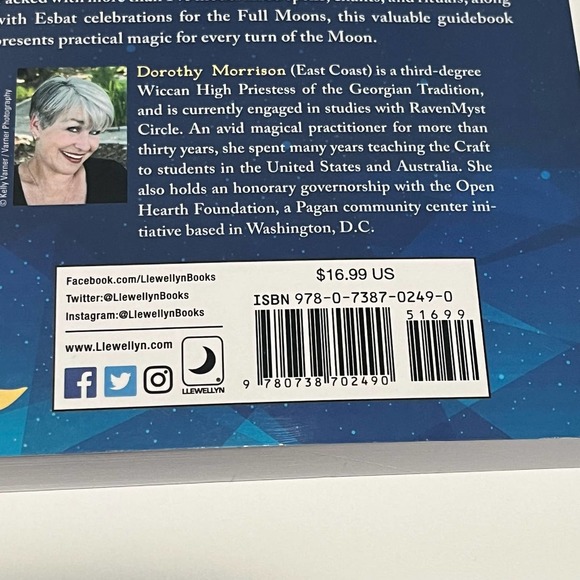 with Esbat celebrations for the Full Moons, this valuable guidebook
presents practical magic for every turn of the Moon.
Dorothy Morrison (East Coast) is a third-degree
Wiccan High Priestess of the Georgian Tradition,
and is currently engaged in studies with RavenMyst
Circle. An avid magical practitioner for more than
thirty years, she spent many years teaching the Craft
to students in the United States and Australia. She
also holds an honorary governorship with the Open
Hearth Foundation, a Pagan community center ini-
tiative based in Washington, D.C.
© Kelly Varner / Varner Photography
Facebook.com/LlewellynBooks
Twitter:@LlewellynBooks
Instagram:@LlewellynBooks
www.Llewellyn.com
LLEWELLYN
$16.99 US
ISBN 978-0-7387-0249-0
51699
9 780738 702490